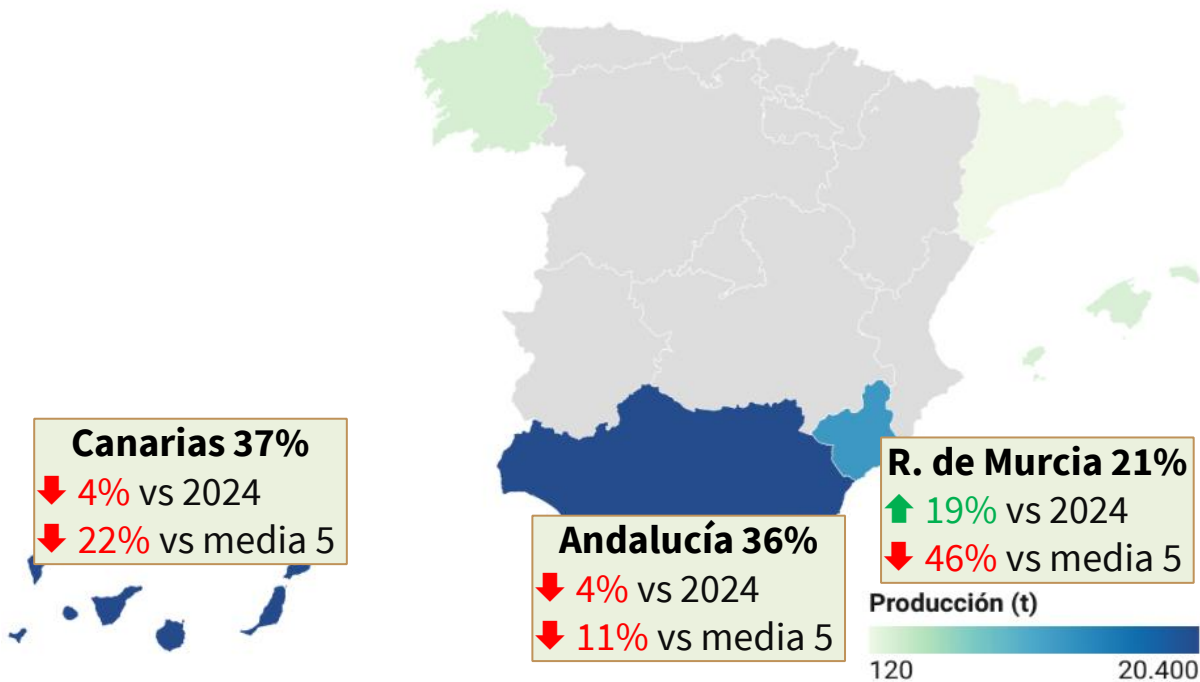 Canarias 37%
4% vs 2024
22% vs media 5
Andalucía 36%
4% vs 2024
11% vs media 5
R. de Murcia 21%
19% vs 2024
46% vs media 5
Producción (t)
120 20.400